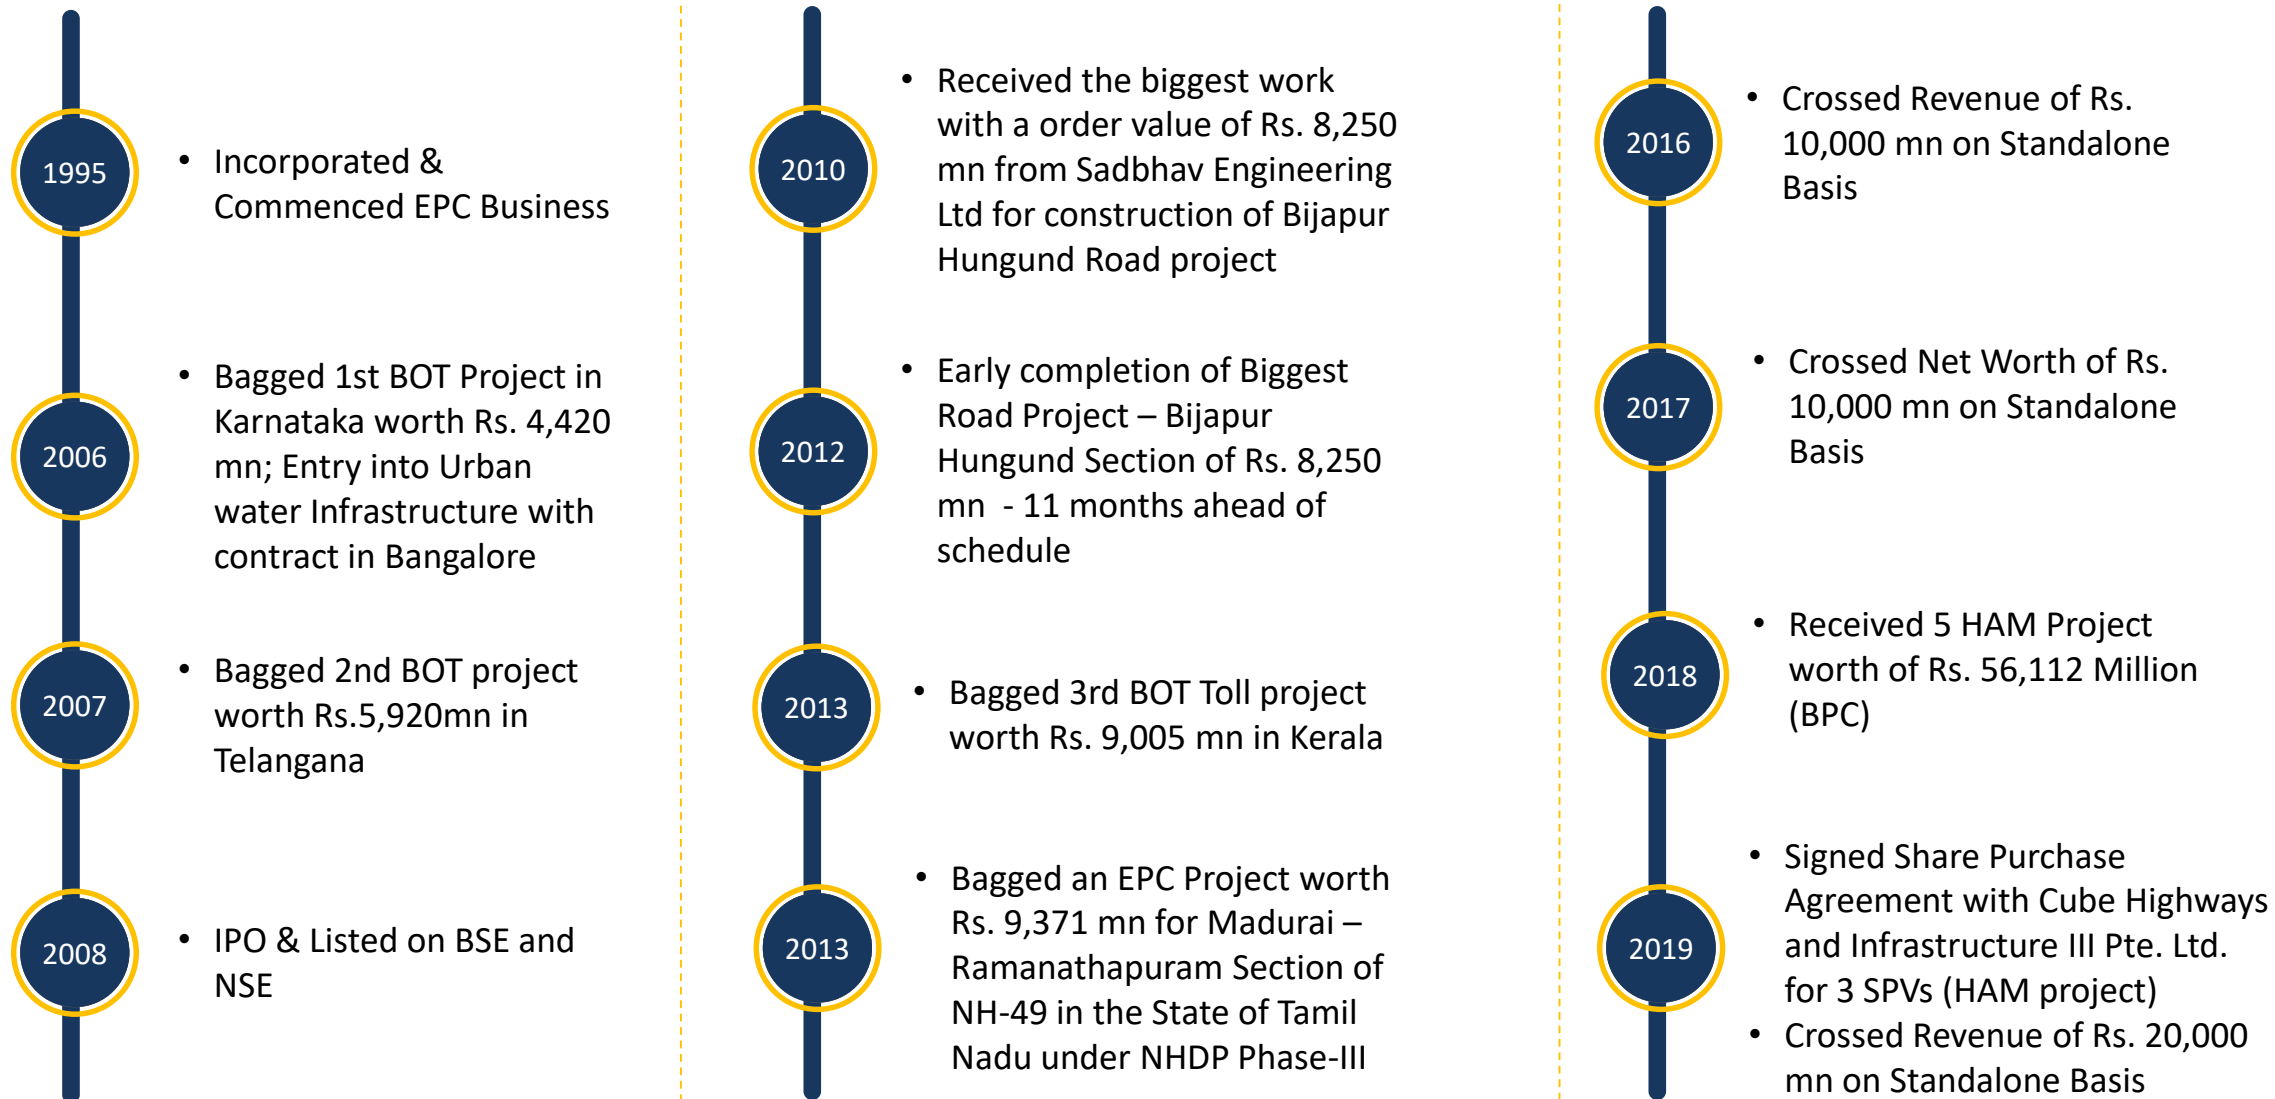 1995
• Incorporated &
Commenced EPC Business
2006
• Bagged 1st BOT Project in
Karnataka worth Rs. 4,420
mn; Entry into Urban
water Infrastructure with
contract in Bangalore
2007
• Bagged 2nd BOT project
worth Rs.5,920mn in
Telangana
2008
• IPO & Listed on BSE and
NSE
2010
• Received the biggest work
with a order value of Rs. 8,250
mn from Sadbhav Engineering
Ltd for construction of Bijapur
Hungund Road project
2012
• Early completion of Biggest
Road Project – Bijapur
Hungund Section of Rs. 8,250
mn  - 11 months ahead of
schedule
2013
• Bagged 3rd BOT Toll project
worth Rs. 9,005 mn in Kerala
2013
• Bagged an EPC Project worth
Rs. 9,371 mn for Madurai –
Ramanathapuram Section of
NH-49 in the State of Tamil
Nadu under NHDP Phase-III
2016
• Crossed Revenue of Rs.
10,000 mn on Standalone
Basis
2017
• Crossed Net Worth of Rs.
10,000 mn on Standalone
Basis
2018
• Received 5 HAM Project
worth of Rs. 56,112 Million
(BPC)
2019
• Signed Share Purchase
Agreement with Cube Highways
and Infrastructure III Pte. Ltd.
for 3 SPVs (HAM project)
• Crossed Revenue of Rs. 20,000
mn on Standalone Basis